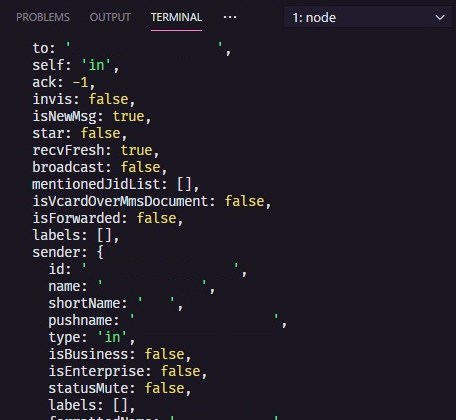 PROBLEMS OUTPUT TERMINAL ... 1: node
to: ' ',
self: 'in',
ack: -1,
invis: false,
isNewMsg: true,
star: false,
recvFresh: true,
broadcast: false,
mentionedJidList: [],
isVcardOverMmsDocument: false,
isForwarded: false,
labels: [],
sender: {
id: ' ',
name: ' ',
shortName: ' ',
pushname: ' ',
type: 'in',
isBusiness: false,
isEnterprise: false,
statusMute: false,
labels: [],